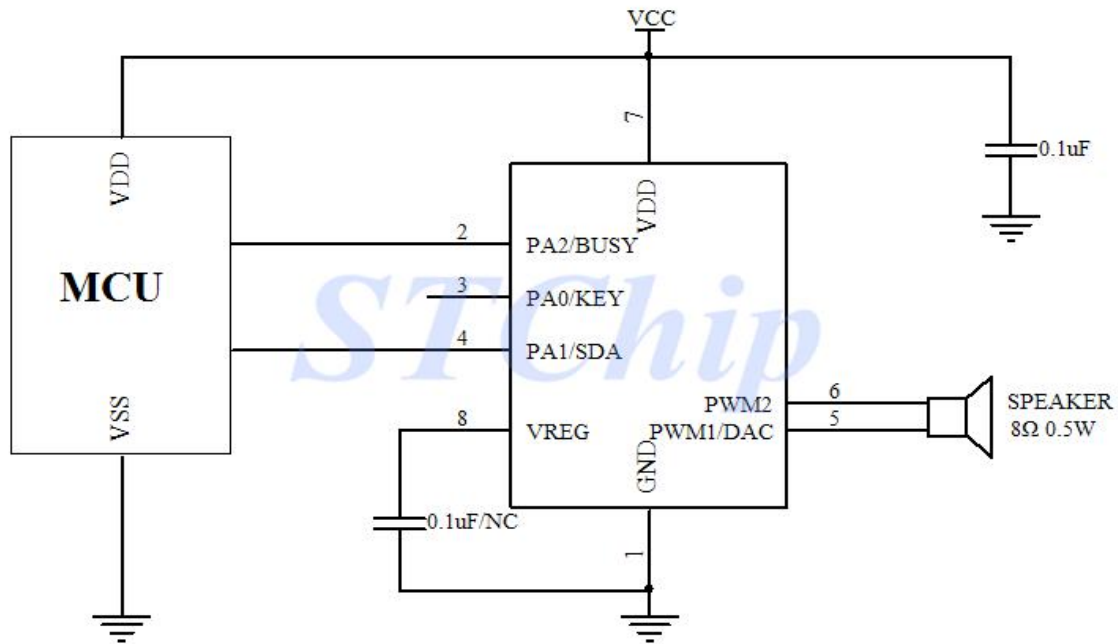 VCC
7
0.1uF
VDD
VDD
2
PA2/BUSY
MCU
3
PA0/KEY
STChip
4
PA1/SDA
VSS
PWM2
6
SPEAKER
8
VREG
PWM1/DAC
5
8Ω 0.5W
GND
0.1uF/NC
1